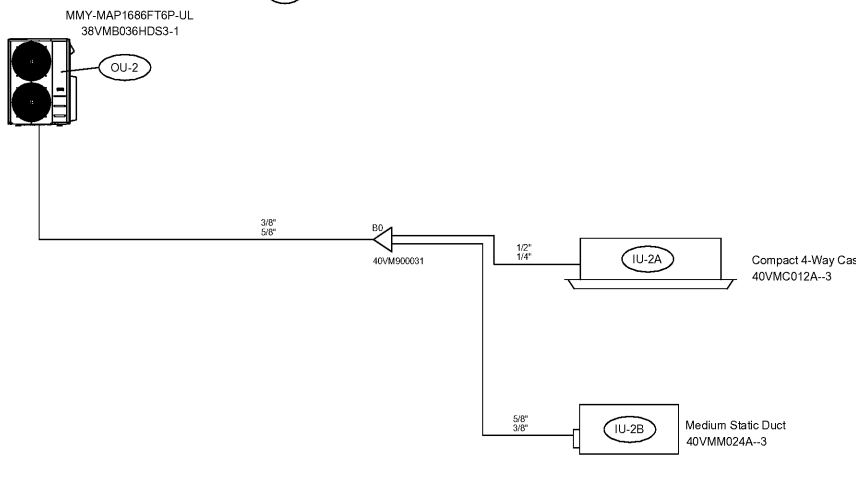 MMY-MAP1686FT6P-UL
38VMB036HDS3-1
OU-2
3/8"
5/8"
B0
40VM900031
1/2"
1/4"
IU-2A
Compact 4-Way Cas
40VMC012A--3
5/8"
3/8"
IU-2B
Medium Static Duct
40VMM024A--3